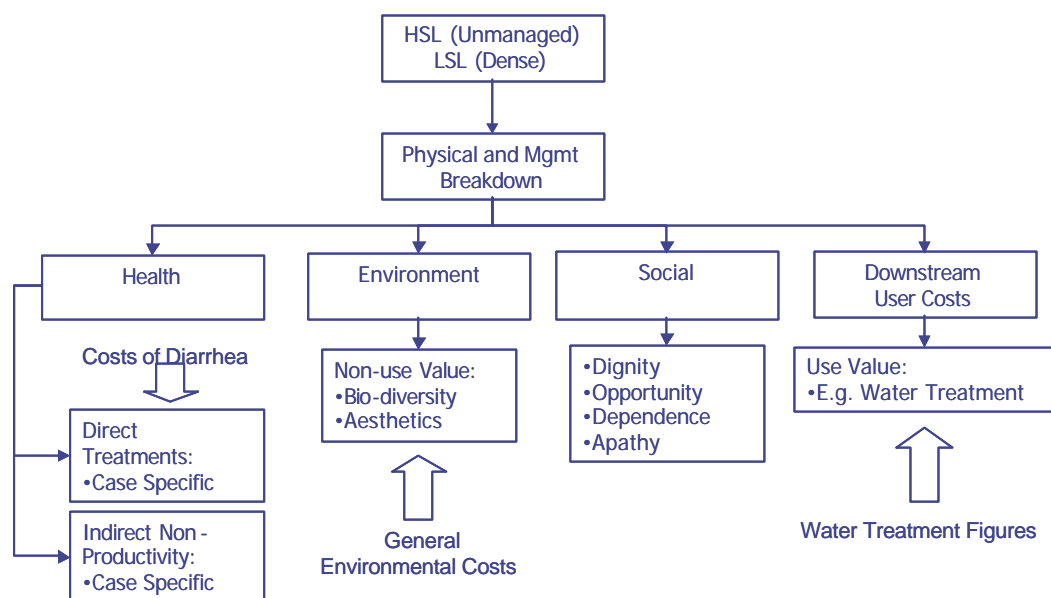 HSL (Unmanaged)
LSL (Dense)
Physical and Mgmt
Breakdown
Health
Environment
Social
Downstream
User Costs
Costs of Diarrhea
Direct
Treatments:
•Case Specific
Indirect Non -
Productivity:
•Case Specific
Non-use Value:
•Bio-diversity
•Aesthetics
General
Environmental Costs
•Dignity
•Opportunity
•Dependence
•Apathy
Use Value:
•E.g. Water Treatment
Water Treatment Figures